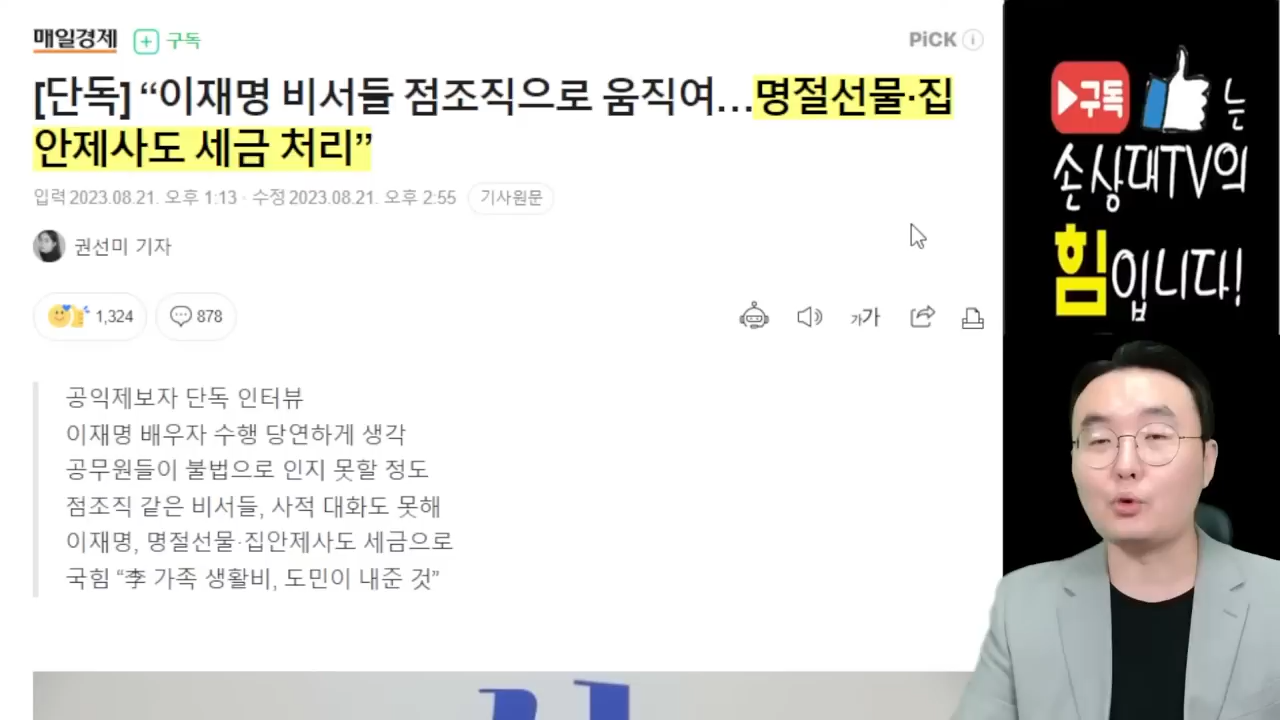 매일경제
구독
PiCK
[단독] “이재명 비서들 점조직으로 움직여…명절선물·집
안제사도 세금 처리”
입력 2023.08.21. 오후 1:13 · 수정 2023.08.21. 오후 2:55
기사원문
권선미 기자
1,324
878
가가
공익제보자 단독 인터뷰
이재명 배우자 수행 당연하게 생각
공무원들이 불법으로 인지 못할 정도
점조직 같은 비서들, 사적 대화도 못해
이재명, 명절선물·집안제사도 세금으로
국힘 “李 가족 생활비, 도민이 내준 것”
구독 는
손상대TV의
힘입니다!